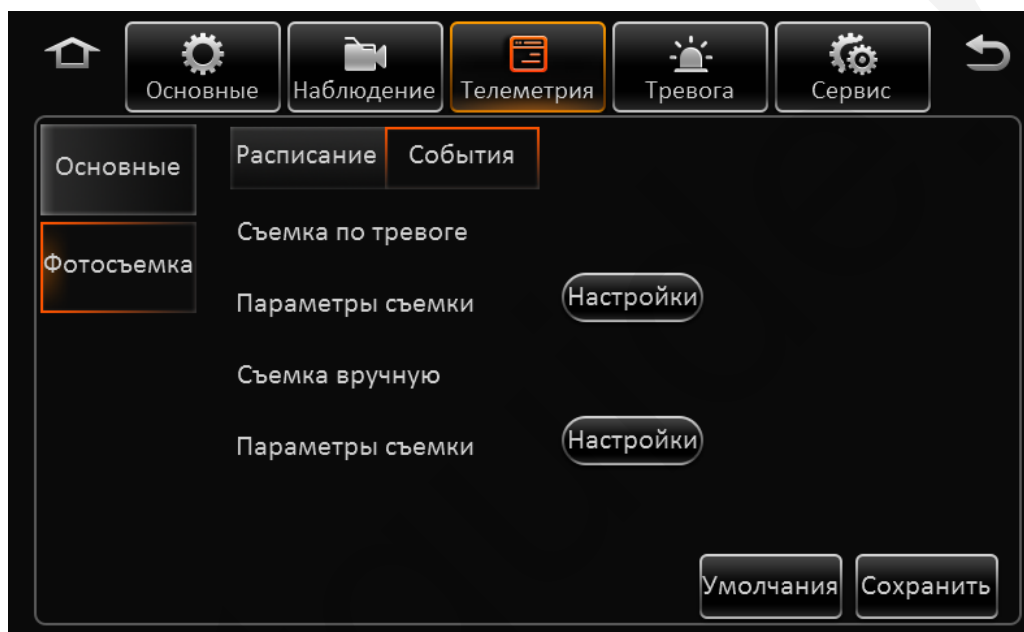 Основные
Наблюдение
Телеметрия
Тревога
Сервис
Основные
Фотосъемка
Расписание
События
Съемка по тревоге
Параметры съемки
Настройки
Съемка вручную
Параметры съемки
Настройки
Умолчания
Сохранить